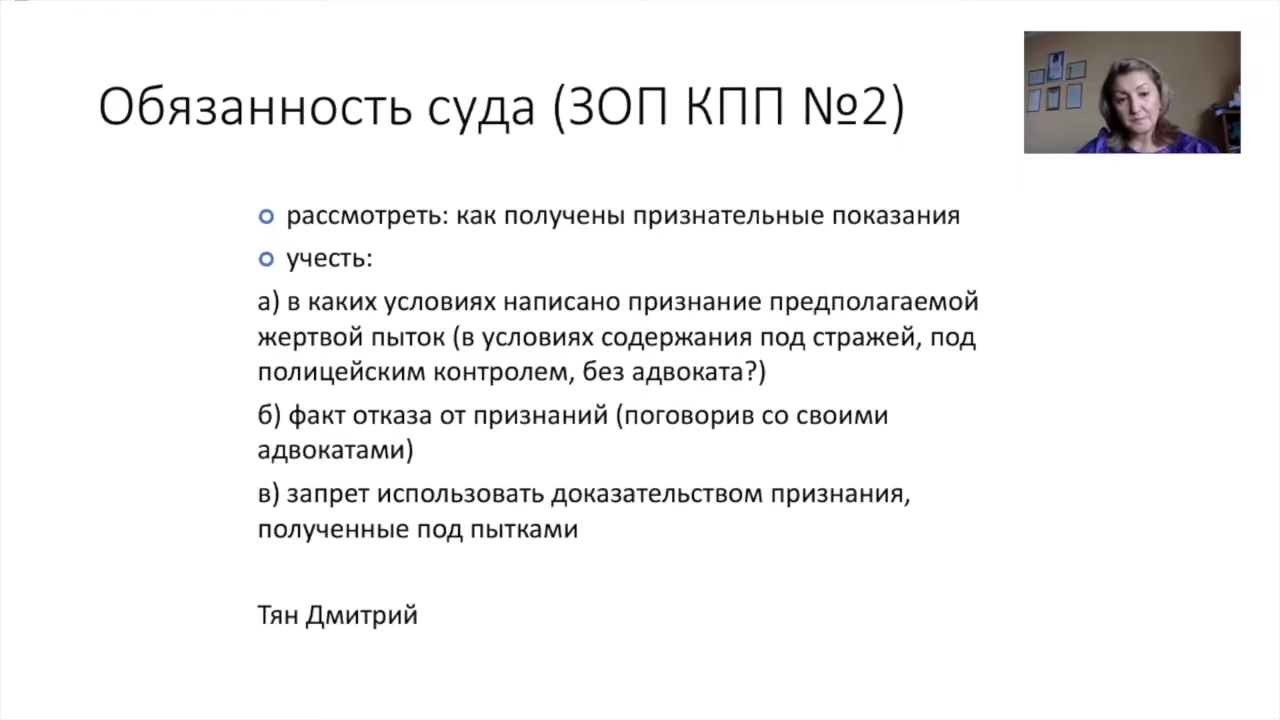 Обязанность суда (ЗОП КПП №2)
рассмотреть: как получены признательные показания
учесть:
а) в каких условиях написано признание предполагаемой
жертвой пыток (в условиях содержания под стражей, под
полицейским контролем, без адвоката?)
б) факт отказа от признаний (поговорив со своими
адвокатами)
в) запрет использовать доказательством признания,
полученные под пытками
Тян Дмитрий